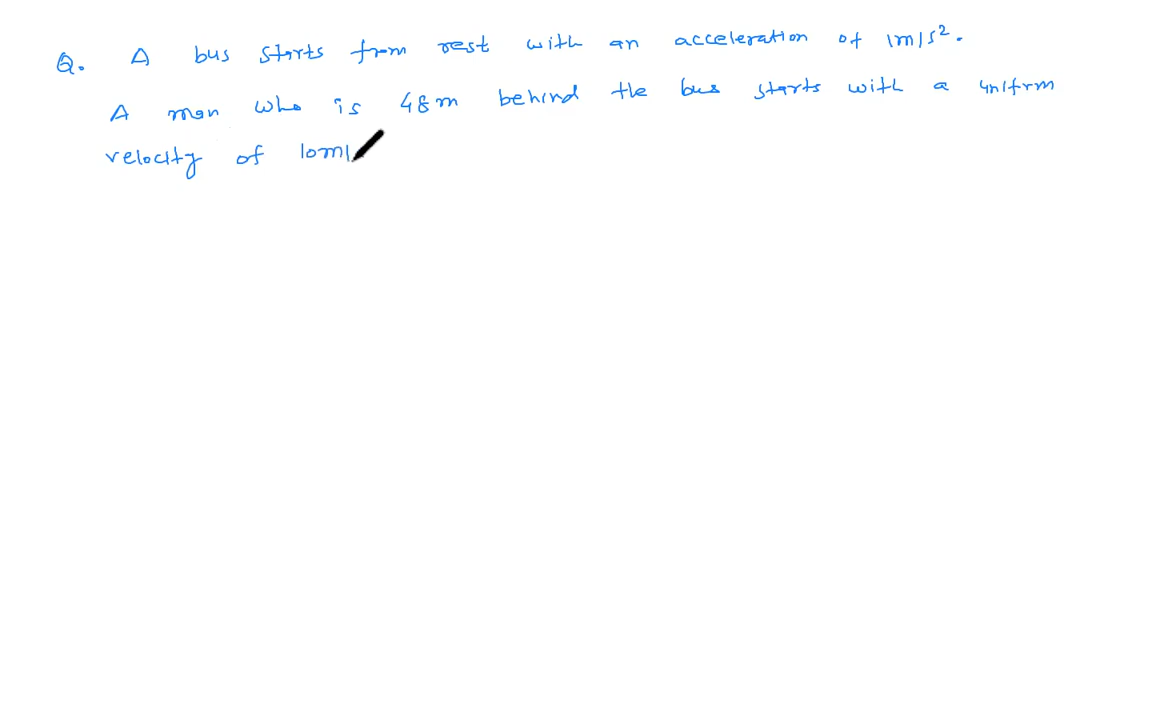 Q. A bus starts from rest with an acceleration of 1m/s².
A man who is 48m behind the bus starts with a unifrm
velocity of 10m/